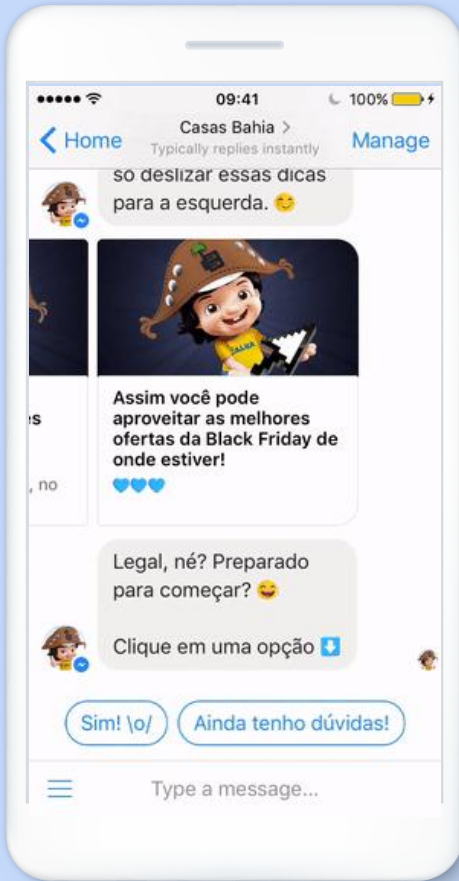 09:41
100%
Home
Casas Bahia >
Typically replies instantly
Manage
so deslizar essas dicas
para a esquerda. 😊
Assim você pode
aproveitar as melhores
ofertas da Black Friday de
onde estiver!
💙💙💙
, no
Legal, né? Preparado
para começar? 😄
Clique em uma opção ⬇️
Sim! \o/
Ainda tenho dúvidas!
Type a message...